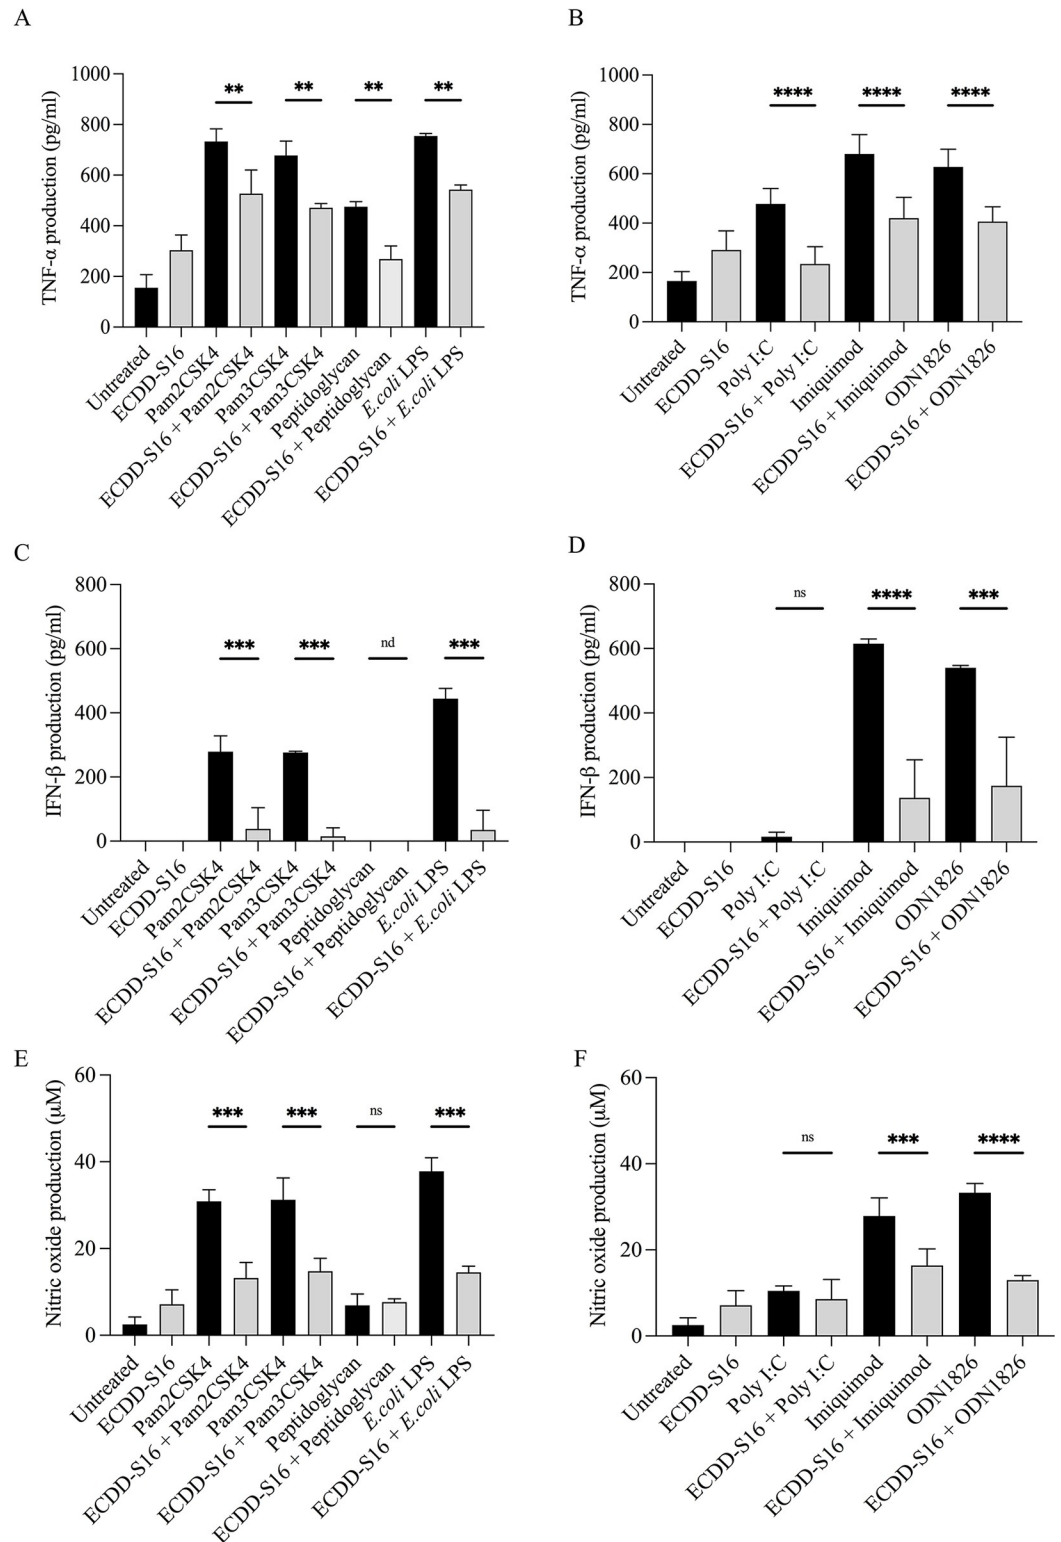 A
TNF-α production (pg/ml)
1000
800
600
400
200
0
**
**
**
**
Untreated
ECDD-S16
Pam2CSK4
ECDD-S16 + Pam2CSK4
Pam3CSK4
ECDD-S16 + Pam3CSK4
Peptidoglycan
ECDD-S16 + Peptidoglycan
E.coli LPS
ECDD-S16 + E.coli LPS
B
TNF-α production (pg/ml)
1000
800
600
400
200
0
****
****
****
Untreated
ECDD-S16
Poly I:C
ECDD-S16 + Poly I:C
Imiquimod
ECDD-S16 + Imiquimod
ODN1826
ECDD-S16 + ODN1826
C
IFN-β production (pg/ml)
800
600
400
200
0
***
***
nd
***
Untreated
ECDD-S16
Pam2CSK4
ECDD-S16 + Pam2CSK4
Pam3CSK4
ECDD-S16 + Pam3CSK4
Peptidoglycan
ECDD-S16 + Peptidoglycan
E.coli LPS
ECDD-S16 + E.coli LPS
D
IFN-β production (pg/ml)
800
600
400
200
0
ns
****
***
Untreated
ECDD-S16
Poly I:C
ECDD-S16 + Poly I:C
Imiquimod
ECDD-S16 + Imiquimod
ODN1826
ECDD-S16 + ODN1826
E
Nitric oxide production (μM)
60
40
20
0
***
***
ns
***
Untreated
ECDD-S16
Pam2CSK4
ECDD-S16 + Pam2CSK4
Pam3CSK4
ECDD-S16 + Pam3CSK4
Peptidoglycan
ECDD-S16 + Peptidoglycan
E.coli LPS
ECDD-S16 + E.coli LPS
F
Nitric oxide production (μM)
60
40
20
0
ns
***
****
Untreated
ECDD-S16
Poly I:C
ECDD-S16 + Poly I:C
Imiquimod
ECDD-S16 + Imiquimod
ODN1826
ECDD-S16 + ODN1826